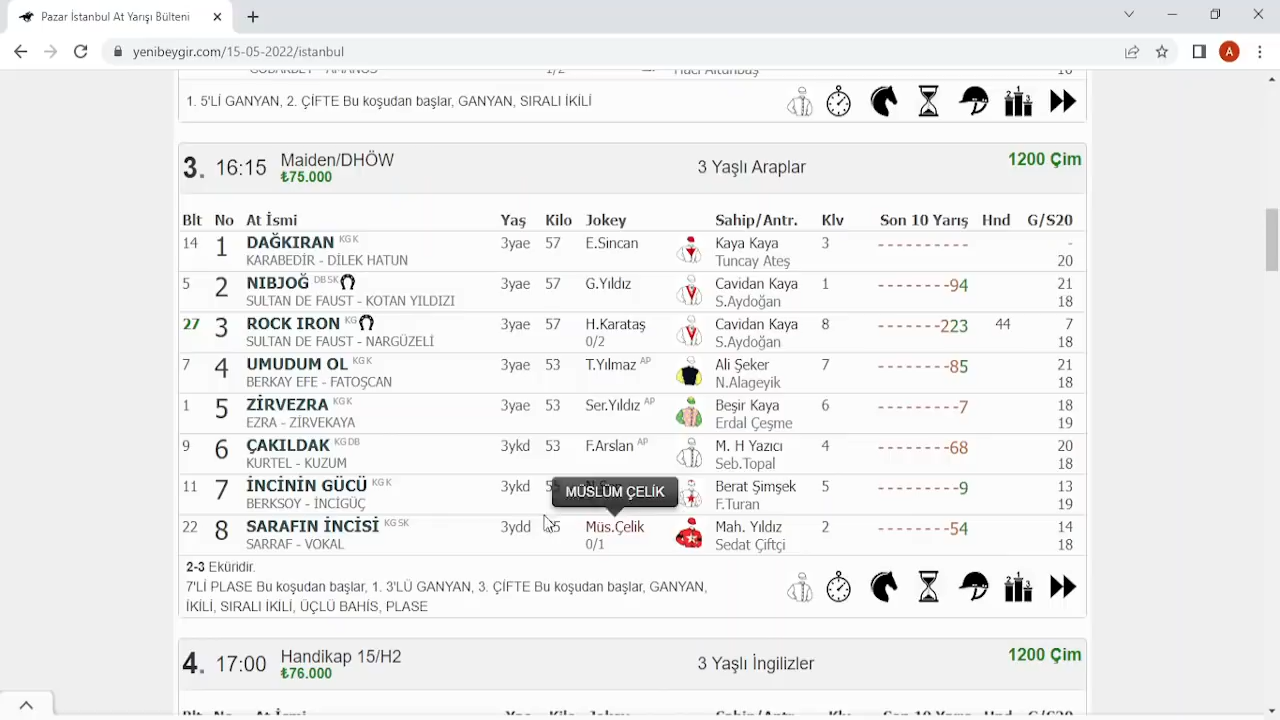 Pazar İstanbul At Yarışı Bülteni
yenibeygir.com/15-05-2022/istanbul
A
1. 5'Lİ GANYAN, 2. ÇİFTE Bu koşudan başlar, GANYAN, SIRALI İKİLİ
3. 16:15 Maiden/DHÖW 3 Yaşlı Araplar 1200 Çim
₺75.000
Blt No At İsmi Yaş Kilo Jokey Sahip/Antr. Klv Son 10 Yarış Hnd G/S20
14 1 DAĞKIRAN KG K 3yae 57 E.Sincan Kaya Kaya 3 - - - - - - - - - - -
KARABEDİR - DİLEK HATUN Tuncay Ateş 20
5 2 NIBJOĞ DB SK 3yae 57 G.Yıldız Cavidan Kaya 1 - - - - - - - -94 21
SULTAN DE FAUST - KOTAN YILDIZI S.Aydoğan 18
27 3 ROCK IRON KG 3yae 57 H.Karataş Cavidan Kaya 8 - - - - - - -223 44 7
SULTAN DE FAUST - NARGÜZELİ 0/2 S.Aydoğan 18
7 4 UMUDUM OL KG K 3yae 53 T.Yılmaz AP Ali Şeker 7 - - - - - - - -85 21
BERKAY EFE - FATOŞCAN N.Alageyik 18
1 5 ZİRVEZRA KG K 3yae 53 Ser.Yıldız AP Beşir Kaya 6 - - - - - - - - -7 18
EZRA - ZİRVEKAYA Erdal Çeşme 19
9 6 ÇAKILDAK KG DB 3ykd 53 F.Arslan AP M. H Yazıcı 4 - - - - - - - -68 20
KURTEL - KUZUM Seb.Topal 18
11 7 İNCİNİN GÜCÜ KG K 3ykd Berat Şimşek 5 - - - - - - - - -9 13
BERKSOY - İNCİGÜÇ F.Turan 19
MÜSLÜM ÇELİK
22 8 SARAFIN İNCİSİ KG SK 3ydd Müs.Çelik Mah. Yıldız 2 - - - - - - - -54 14
SARRAF - VOKAL 0/1 Sedat Çiftçi 18
2-3 Eküridir.
7'Lİ PLASE Bu koşudan başlar, 1. 3'LÜ GANYAN, 3. ÇİFTE Bu koşudan başlar, GANYAN,
İKİLİ, SIRALI İKİLİ, ÜÇLÜ BAHİS, PLASE
4. 17:00 Handikap 15/H2 3 Yaşlı İngilizler 1200 Çim
₺76.000